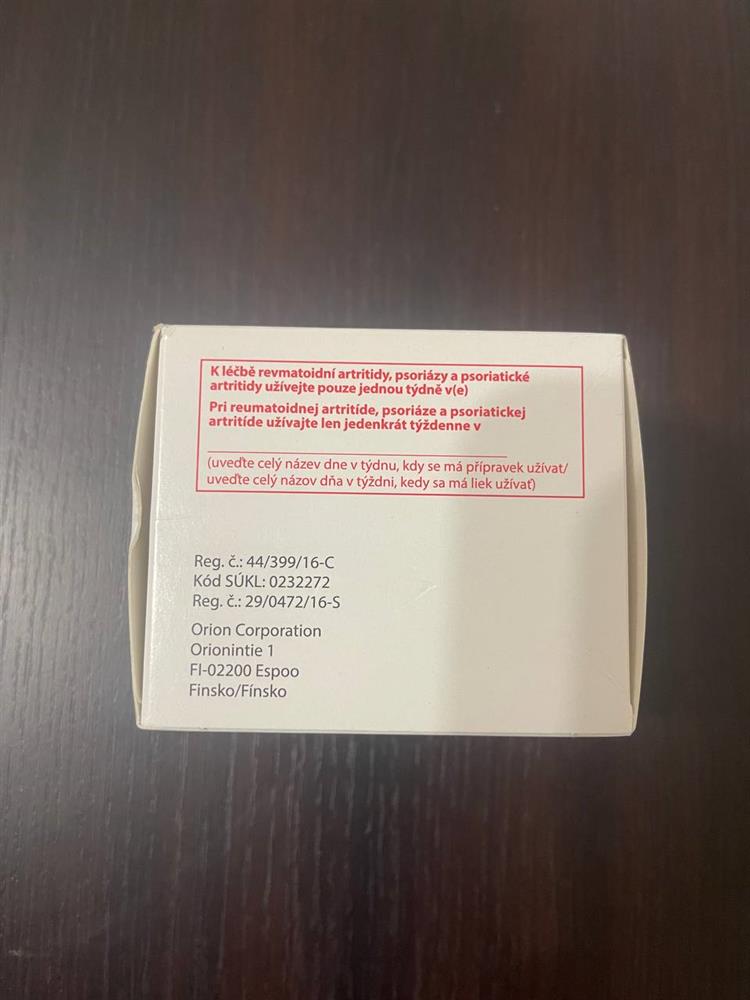 K léčbě revmatoidní artritidy, psoriázy a psoriatické
artritidy užívejte pouze jednou týdně v(e)
Pri reumatoidnej artritíde, psoriáze a psoriatickej
artritíde užívajte len jedenkrát týždenne v
(uveďte celý název dne v týdnu, kdy se má přípravek užívat/
uveďte celý názov dňa v týždni, kedy sa má liek užívať)
Reg. č.: 44/399/16-C
Kód SÚKL: 0232272
Reg. č.: 29/0472/16-S
Orion Corporation
Orionintie 1
FI-02200 Espoo
Finsko/Fínsko